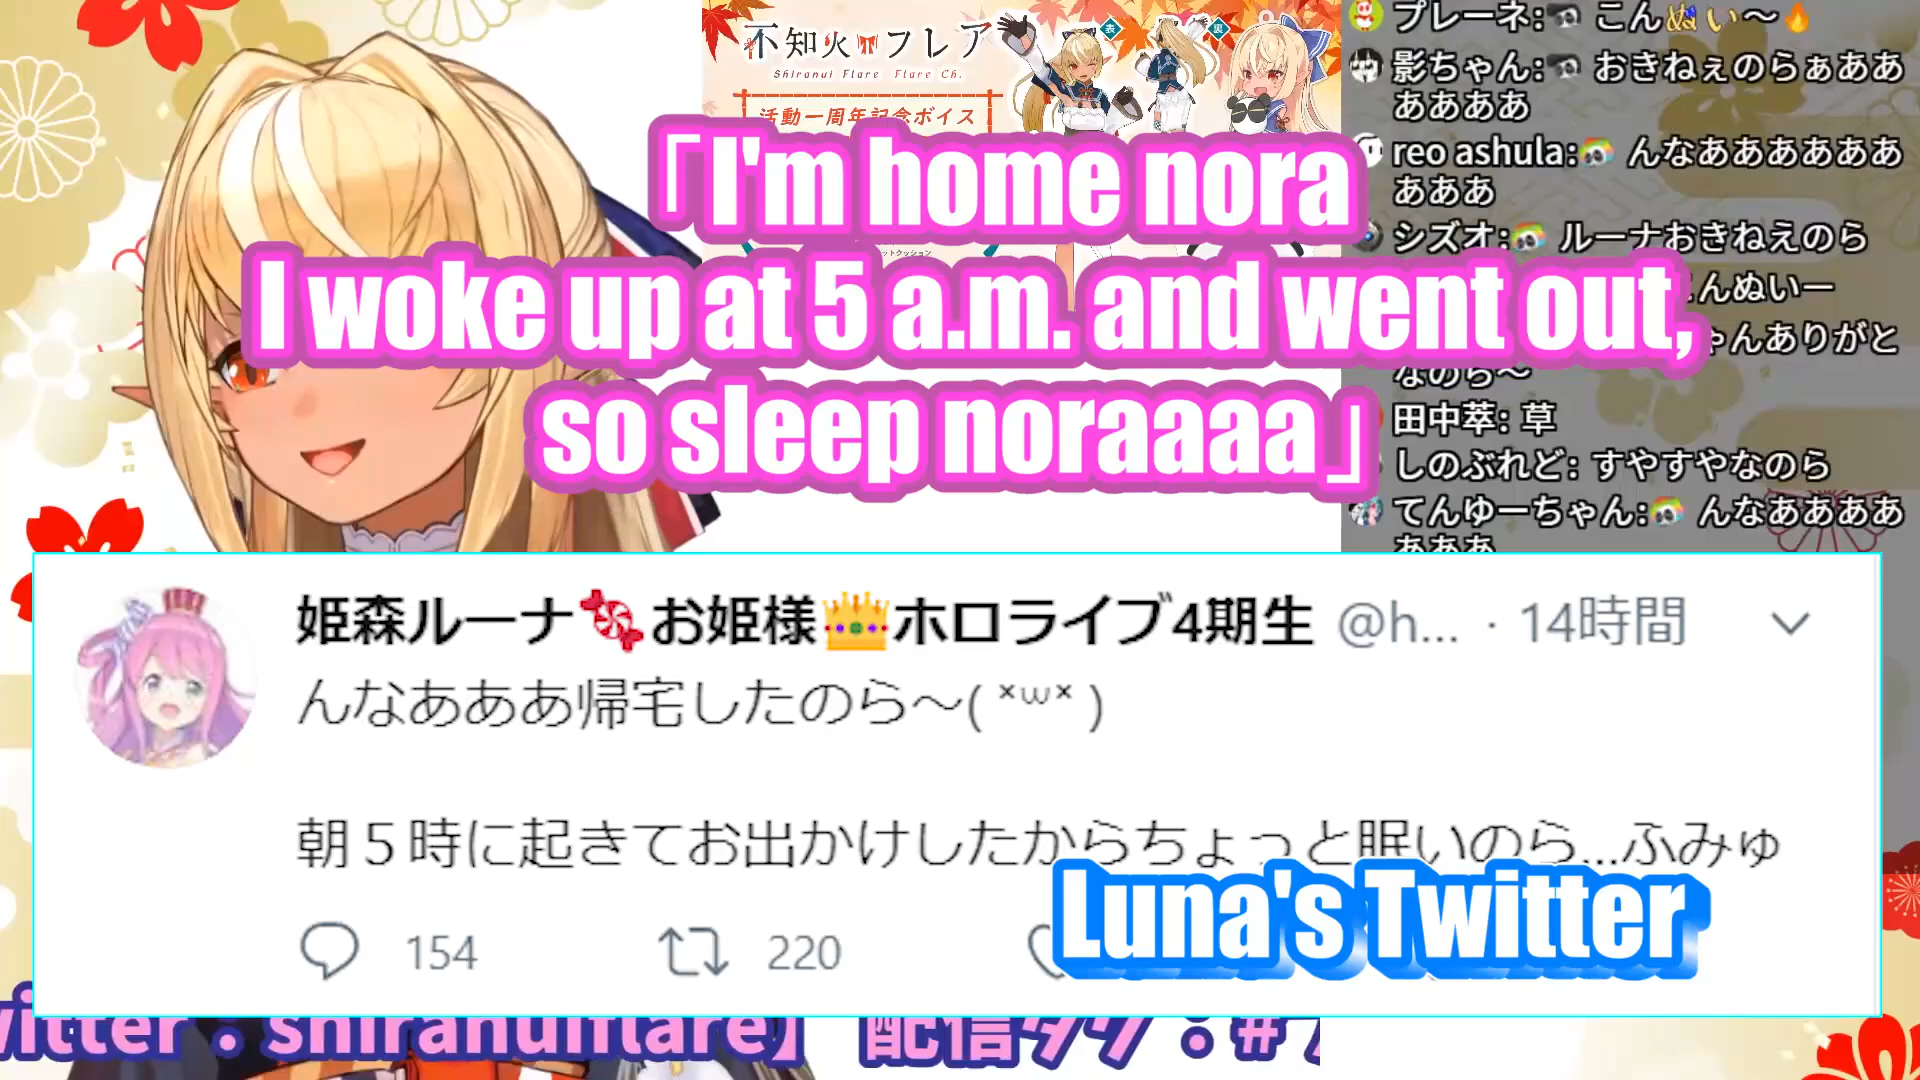 不知火フレア
Shiranui Flare Flare Ch.
活動一周年記念ボイス
表
裏
「I'm home nora
I woke up at 5 a.m. and went out,
so sleep noraaaa」
プレーネ: こんぬい〜🔥
影ちゃん: おきねぇのらぁああ
ああああ
reo ashula: んなあああああああ
あああ
シズオ: ルーナおきねえのら
んぬいー
ゃんありがと
なのら〜
田中萃: 草
しのぶれど: すやすやなのら
てんゆーちゃん: んなああああ
あああ
姫森ルーナ🍬お姫様👑ホロライブ4期生 @h... · 14時間
んなあああ帰宅したのら〜( ˣωˣ )
朝５時に起きてお出かけしたからちょっと眠いのら...ふみゅ
154
220
Luna's Twitter
witter : shiranuiflare】 配信タグ : #